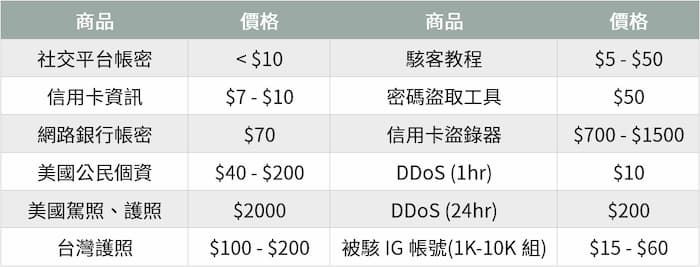 商品 價格 商品 價格
社交平台帳密 < $10 駭客教程 $5 - $50
信用卡資訊 $7 - $10 密碼盜取工具 $50
網路銀行帳密 $70 信用卡盜錄器 $700 - $1500
美國公民個資 $40 - $200 DDoS (1hr) $10
美國駕照、護照 $2000 DDoS (24hr) $200
台灣護照 $100 - $200 被駭 IG 帳號(1K-10K 組) $15 - $60